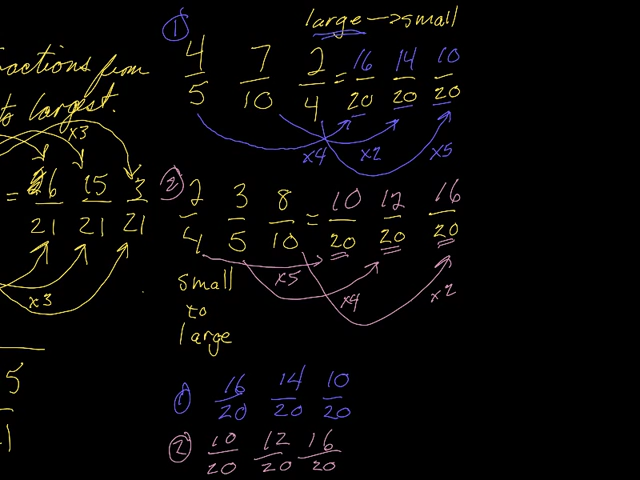 ractions from
to largest.
x3
= 6/21 15/21 3/21
x3
5
1
① large → small
4/5 7/10 2/4 = 16/20 14/20 10/20
x4 x2 x5
② 2/4 3/5 8/10 = 10/20 12/20 16/20
x5 x4 x2
small
to
large
① 16/20 14/20 10/20
② 10/20 12/20 16/20